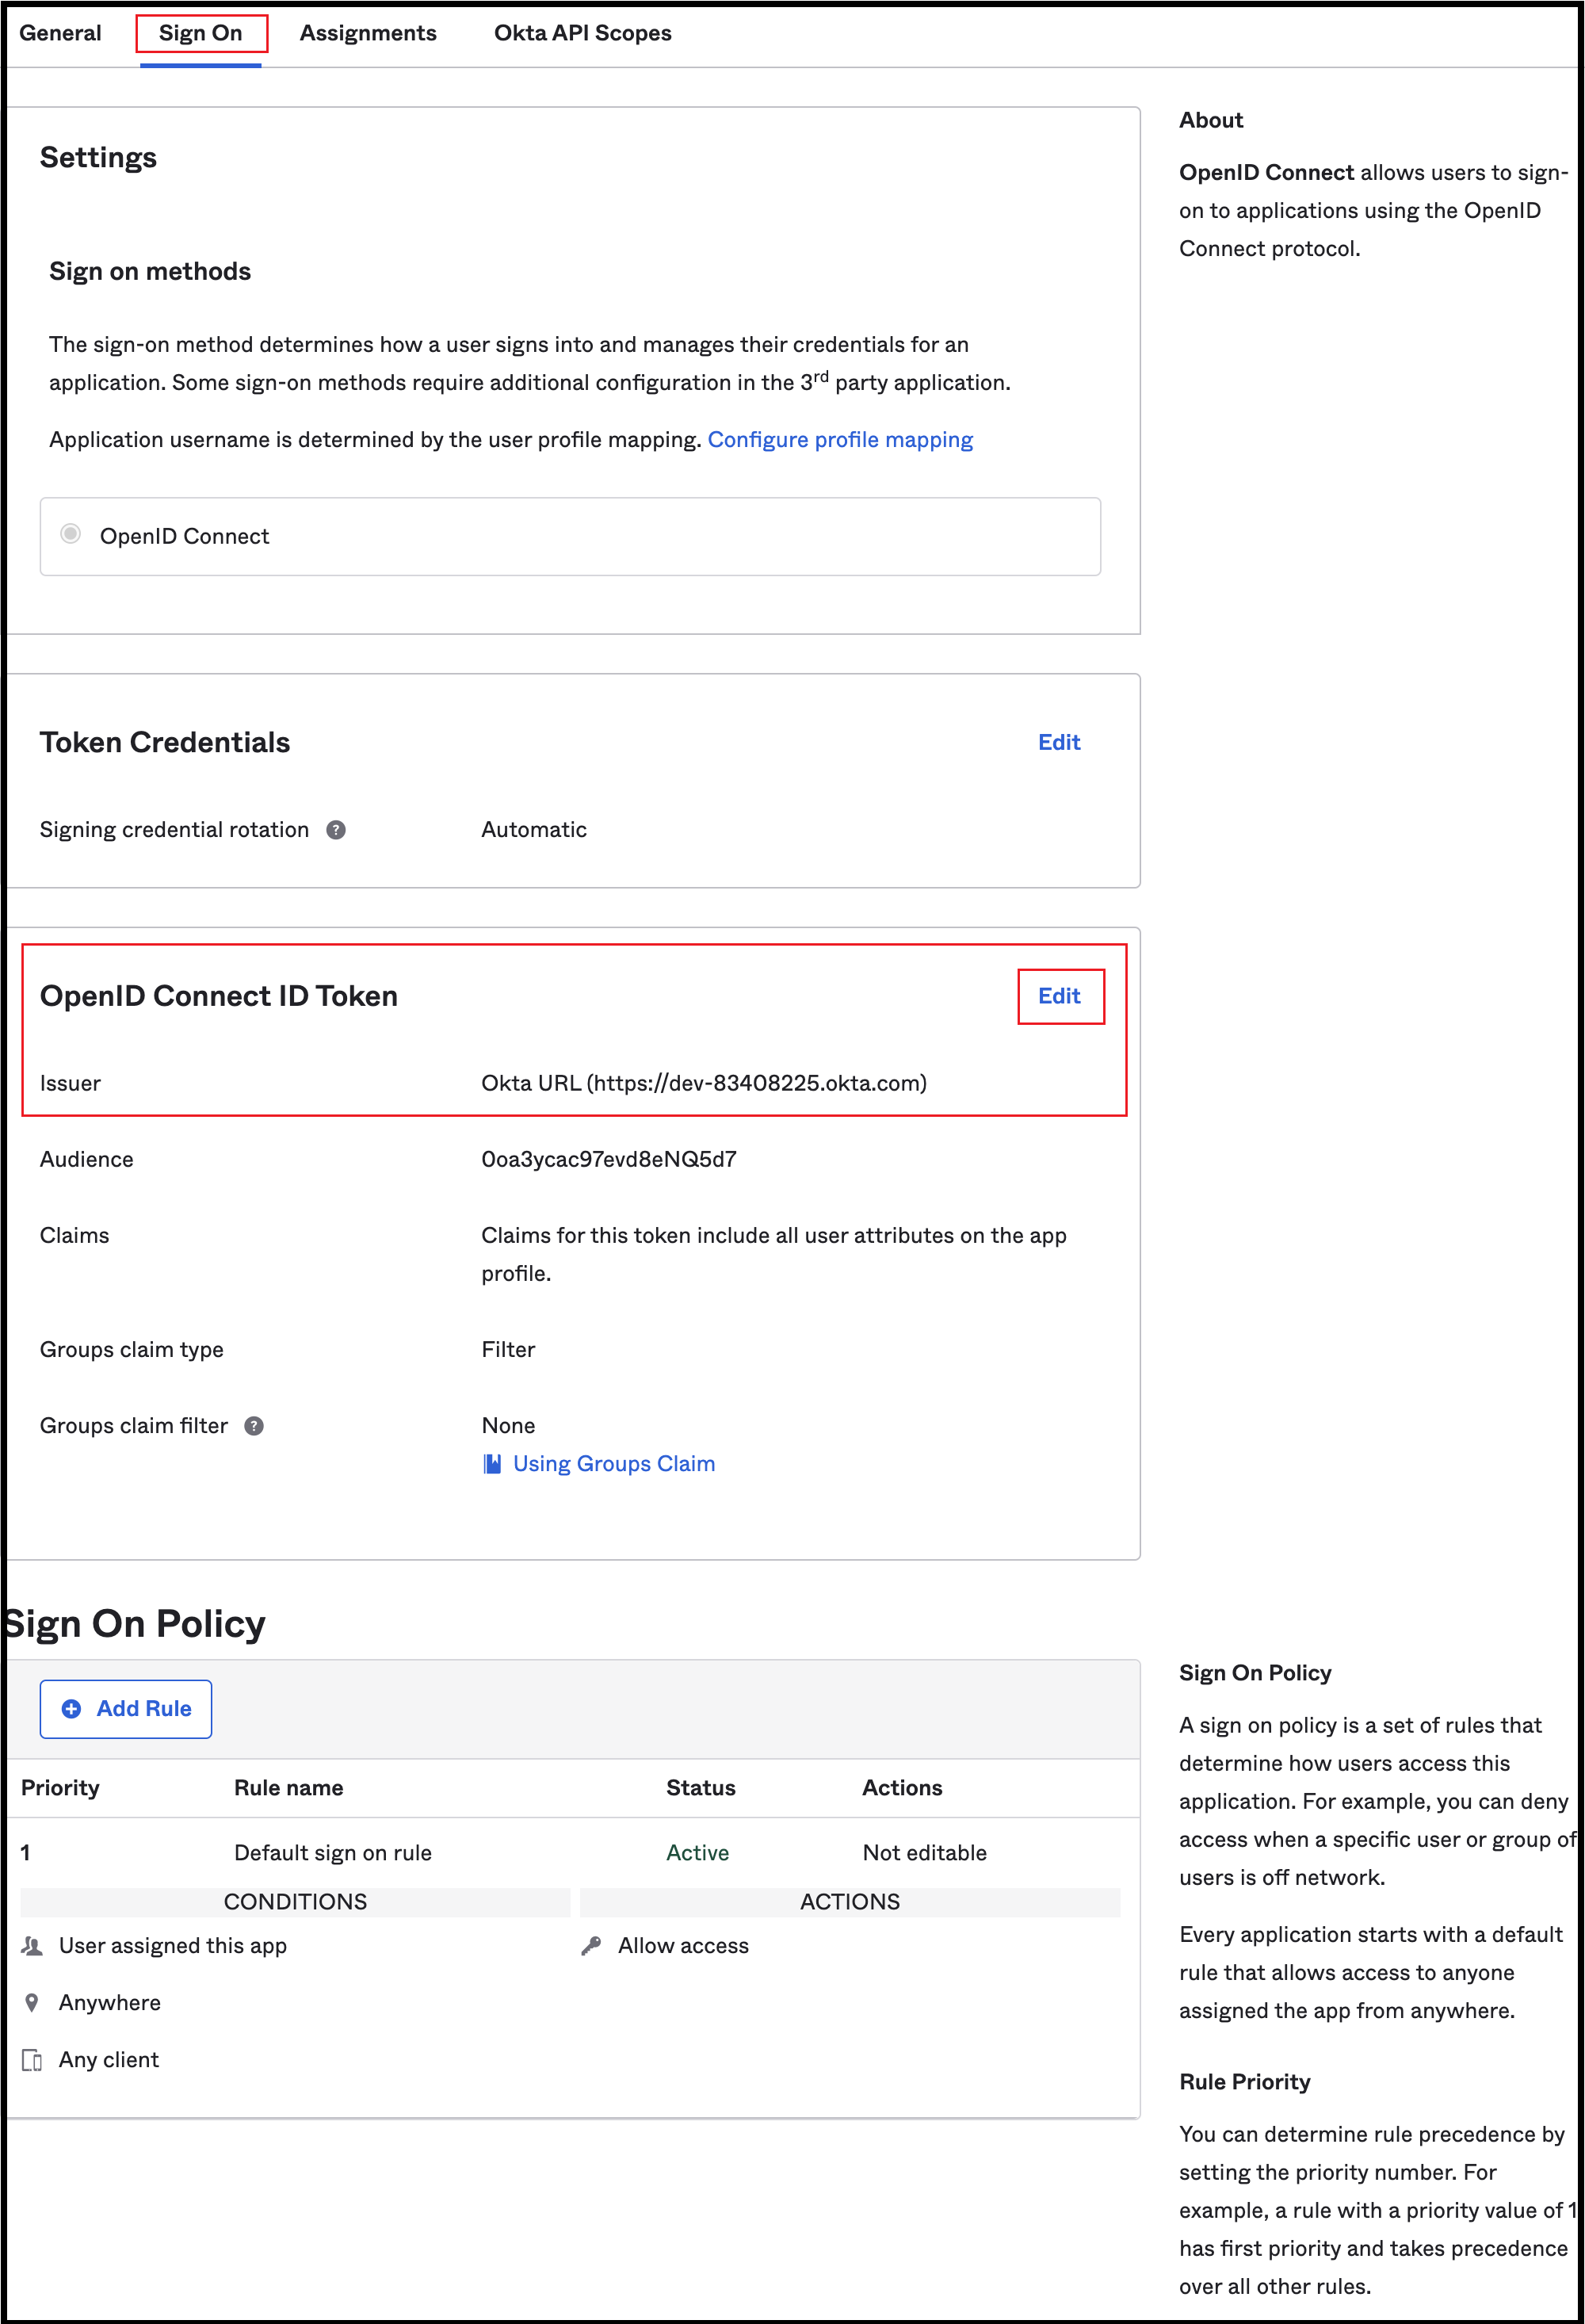 General Sign On Assignments Okta API Scopes
Settings
Sign on methods
The sign-on method determines how a user signs into and manages their credentials for an
application. Some sign-on methods require additional configuration in the 3rd party application.
Application username is determined by the user profile mapping. Configure profile mapping
OpenID Connect
About
OpenID Connect allows users to sign-
on to applications using the OpenID
Connect protocol.
Token Credentials Edit
Signing credential rotation ? Automatic
OpenID Connect ID Token Edit
Issuer Okta URL (https://dev-83408225.okta.com)
Audience 0oa3ycac97evd8eNQ5d7
Claims Claims for this token include all user attributes on the app
profile.
Groups claim type Filter
Groups claim filter ? None
Using Groups Claim
Sign On Policy
Add Rule
Priority Rule name Status Actions
1 Default sign on rule Active Not editable
CONDITIONS ACTIONS
User assigned this app Allow access
Anywhere
Any client
Sign On Policy
A sign on policy is a set of rules that
determine how users access this
application. For example, you can deny
access when a specific user or group of
users is off network.
Every application starts with a default
rule that allows access to anyone
assigned the app from anywhere.
Rule Priority
You can determine rule precedence by
setting the priority number. For
example, a rule with a priority value of 1
has first priority and takes precedence
over all other rules.